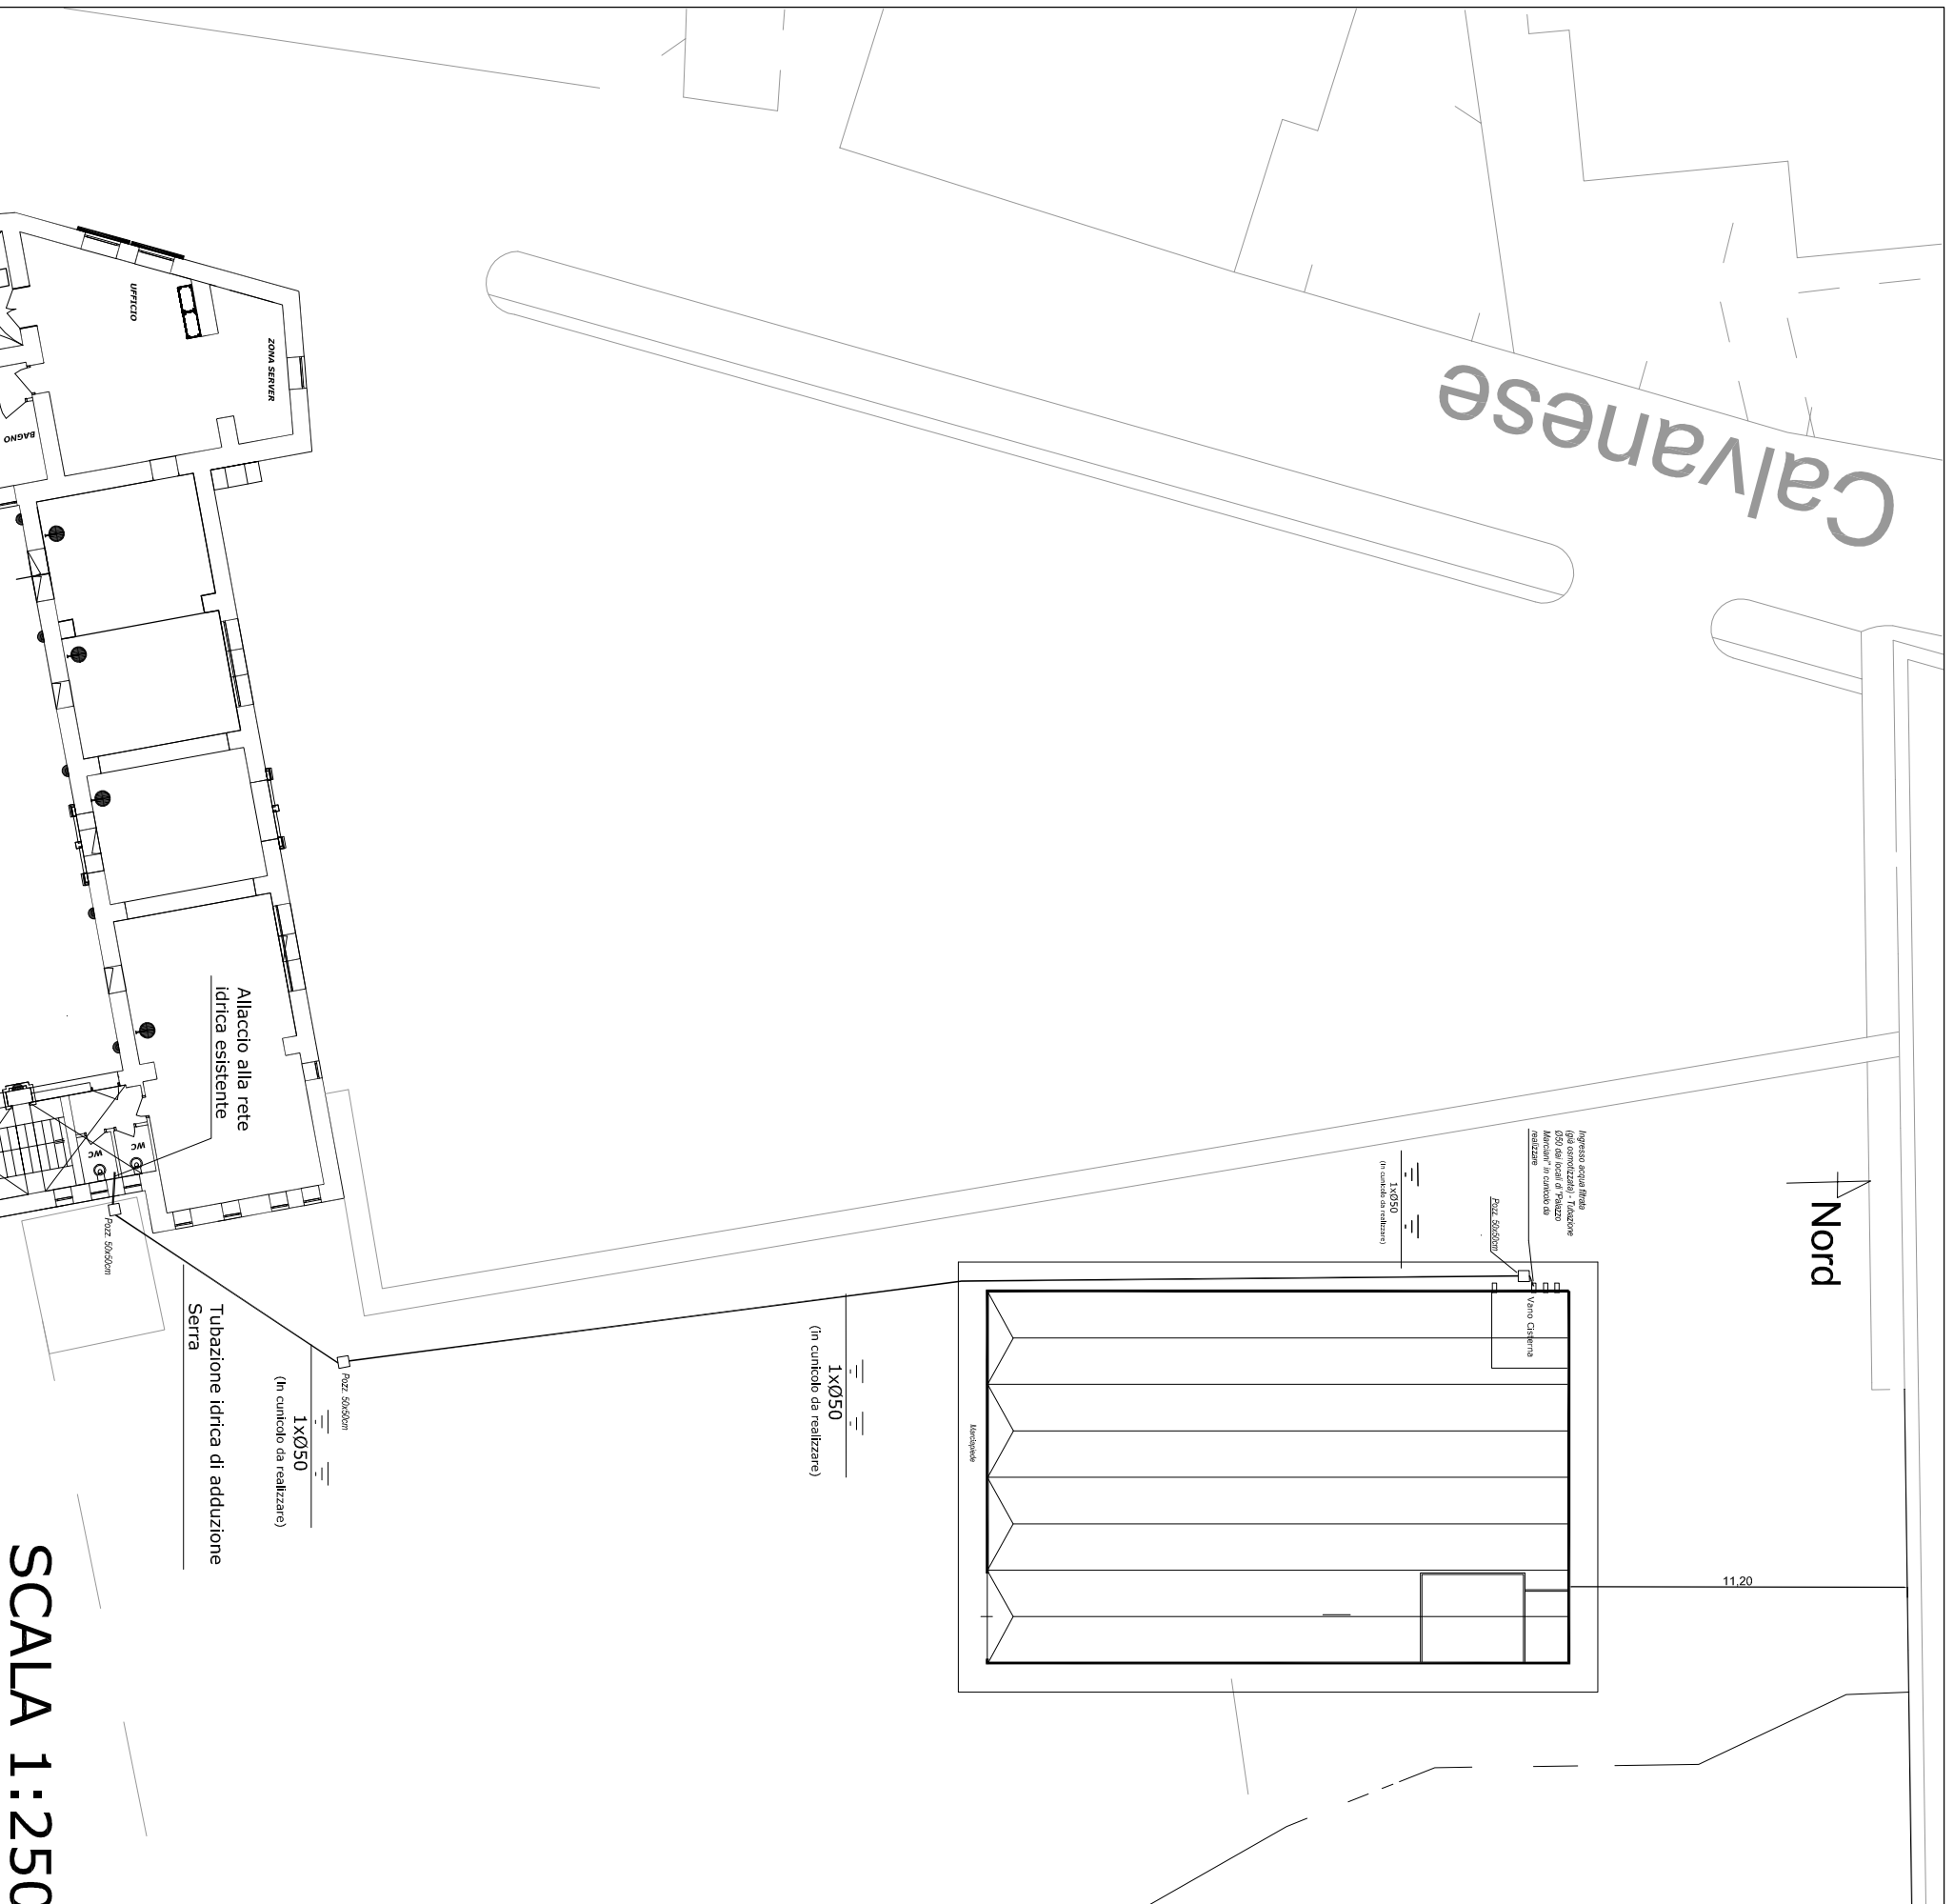 Calvanese
UFFICIO
ZONA SERVER
BAGNO
Allaccio alla rete
idrica esistente
WC
WC
Pozz. 50x50cm
Tubazione idrica di adduzione
Serra
Pozz. 50x50cm
1xØ50
(In cunicolo da realizzare)
1xØ50
(in cunicolo da realizzare)
1xØ50
(in cunicolo da realizzare)
Pozz. 50x50cm
Ingresso acqua filtrata
(già osmotizzata) - Tubazione
Ø50 dai locali di "Palazzo
Marciani" in cunicolo da
realizzare
Vano Cisterna
Marciapiede
Nord
11,20
SCALA 1:250